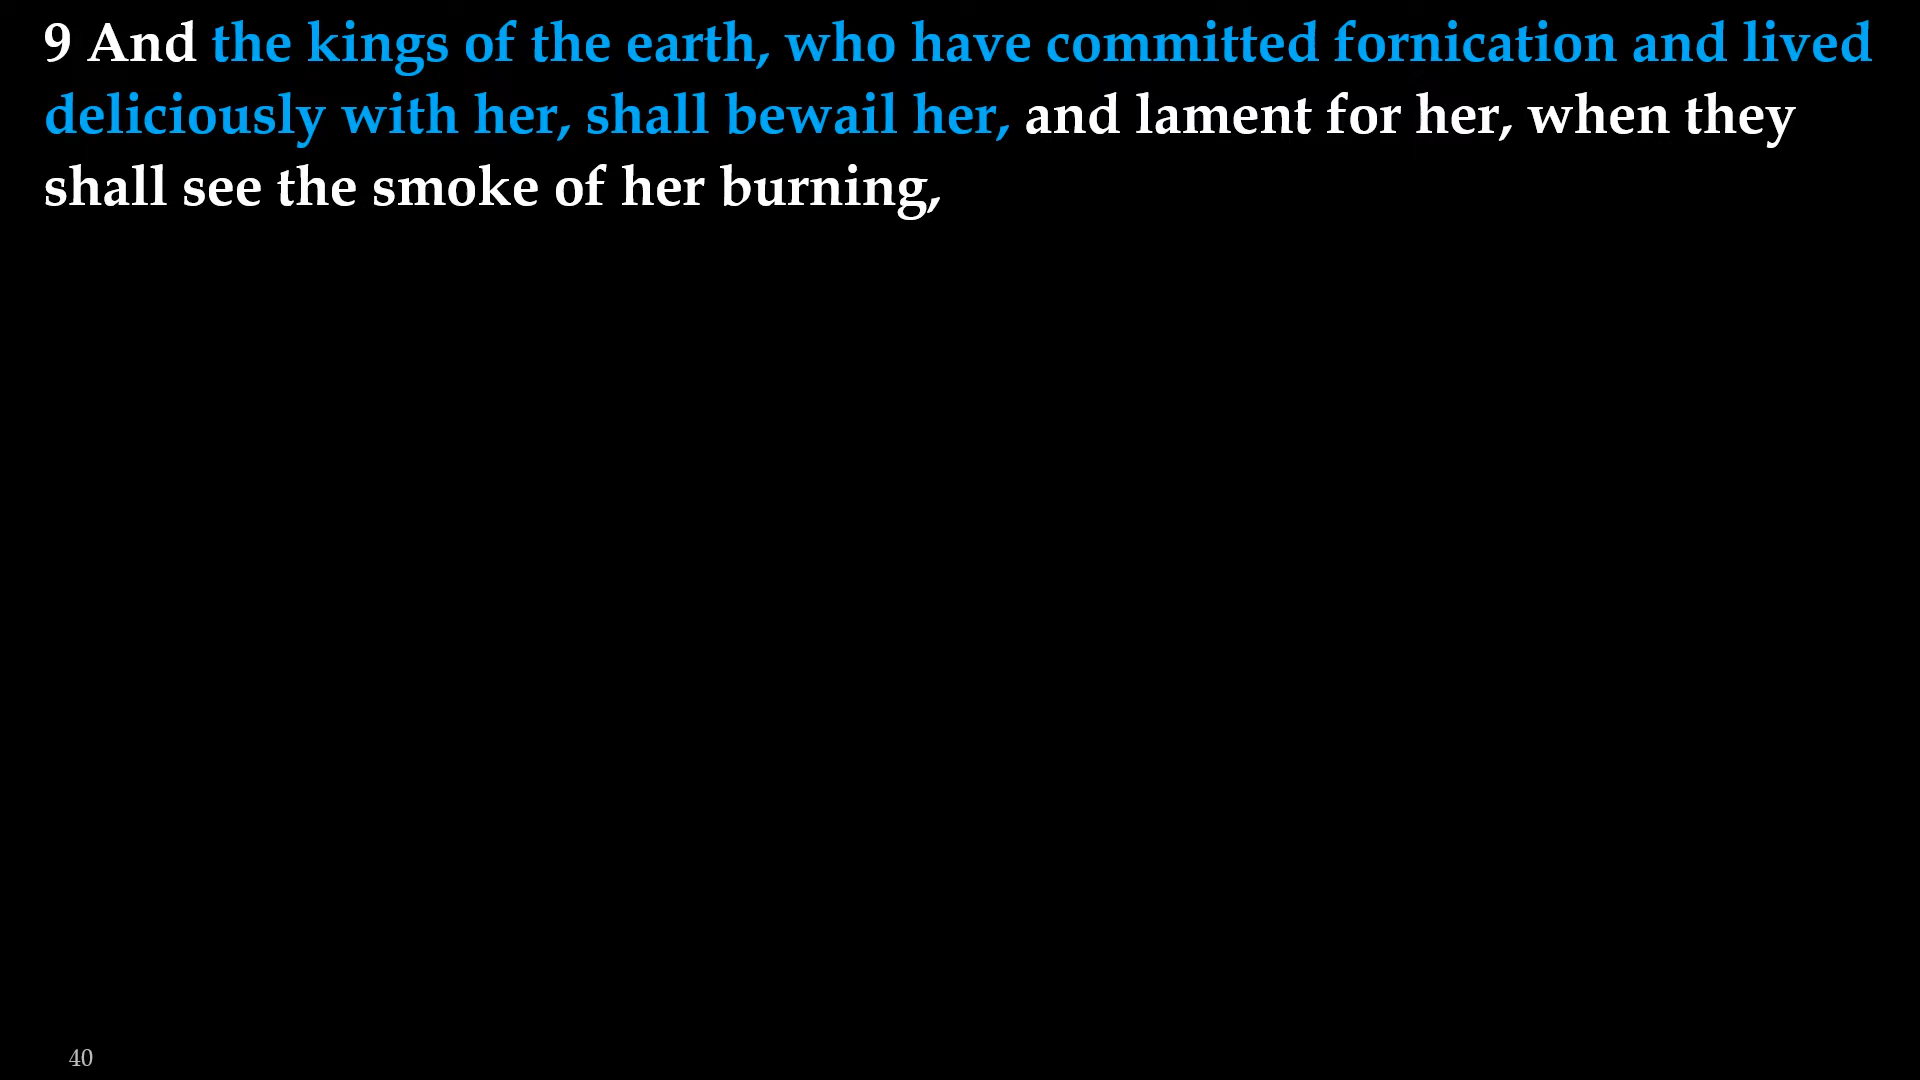 9 And the kings of the earth, who have committed fornication and lived
deliciously with her, shall bewail her, and lament for her, when they
shall see the smoke of her burning,
40